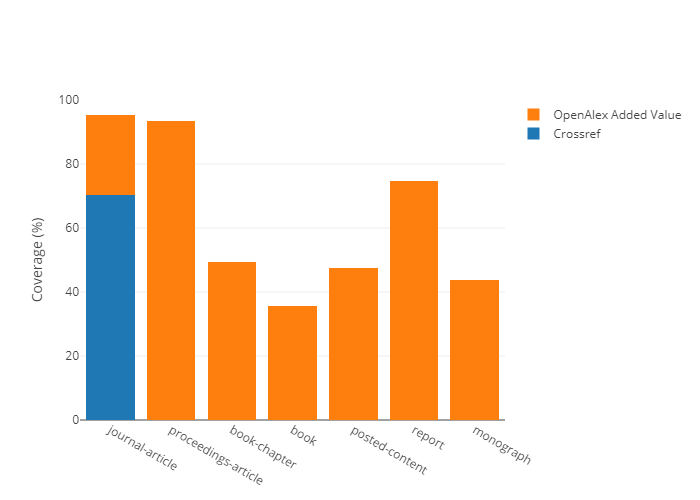 100
80
60
40
20
0
Coverage (%)
journal-article
proceedings-article
book-chapter
book
posted-content
report
monograph
OpenAlex Added Value
Crossref